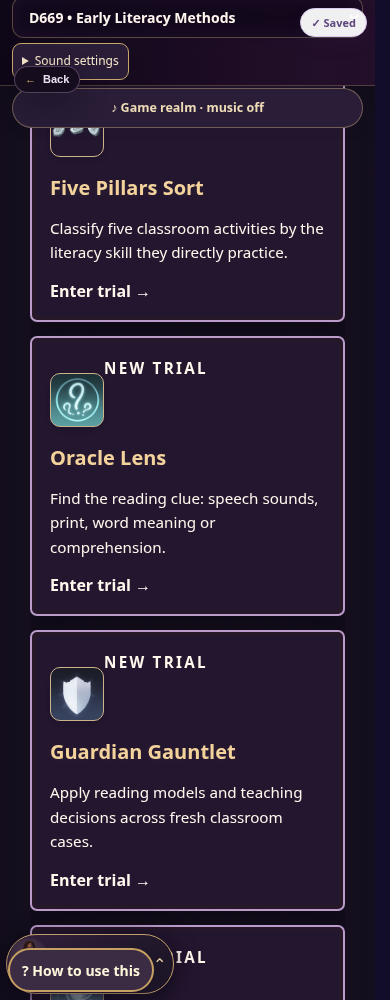 D669 • Early Literacy Methods
✓ Saved
▶ Sound settings
← Back
♪ Game realm · music off
Five Pillars Sort
Classify five classroom activities by the
literacy skill they directly practice.
Enter trial →
NEW TRIAL
Oracle Lens
Find the reading clue: speech sounds,
print, word meaning or
comprehension.
Enter trial →
NEW TRIAL
Guardian Gauntlet
Apply reading models and teaching
decisions across fresh classroom
cases.
Enter trial →
? How to use this